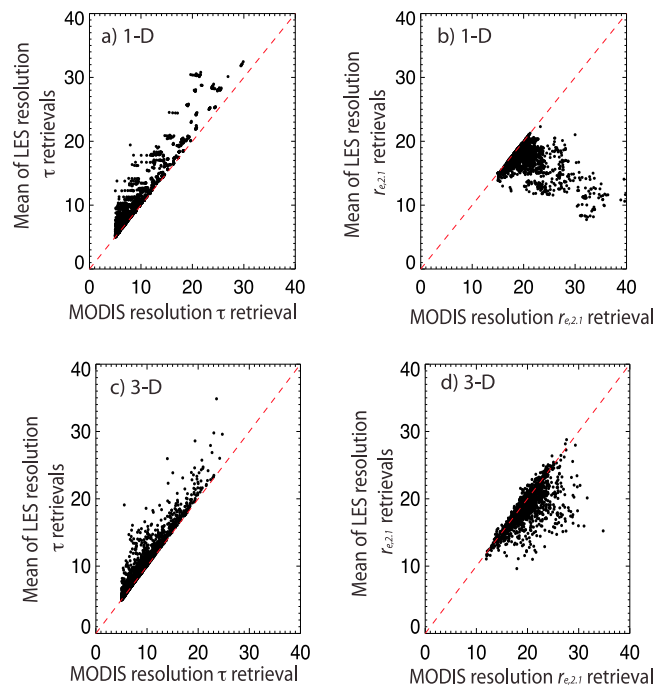 a) 1-D
Mean of LES resolution
τ retrievals
40
30
20
10
0
0 10 20 30 40
MODIS resolution τ retrieval
b) 1-D
Mean of LES resolution
re,2.1 retrievals
40
30
20
10
0
0 10 20 30 40
MODIS resolution re,2.1 retrieval
c) 3-D
Mean of LES resolution
τ retrievals
40
30
20
10
0
0 10 20 30 40
MODIS resolution τ retrieval
d) 3-D
Mean of LES resolution
re,2.1 retrievals
40
30
20
10
0
0 10 20 30 40
MODIS resolution re,2.1 retrieval